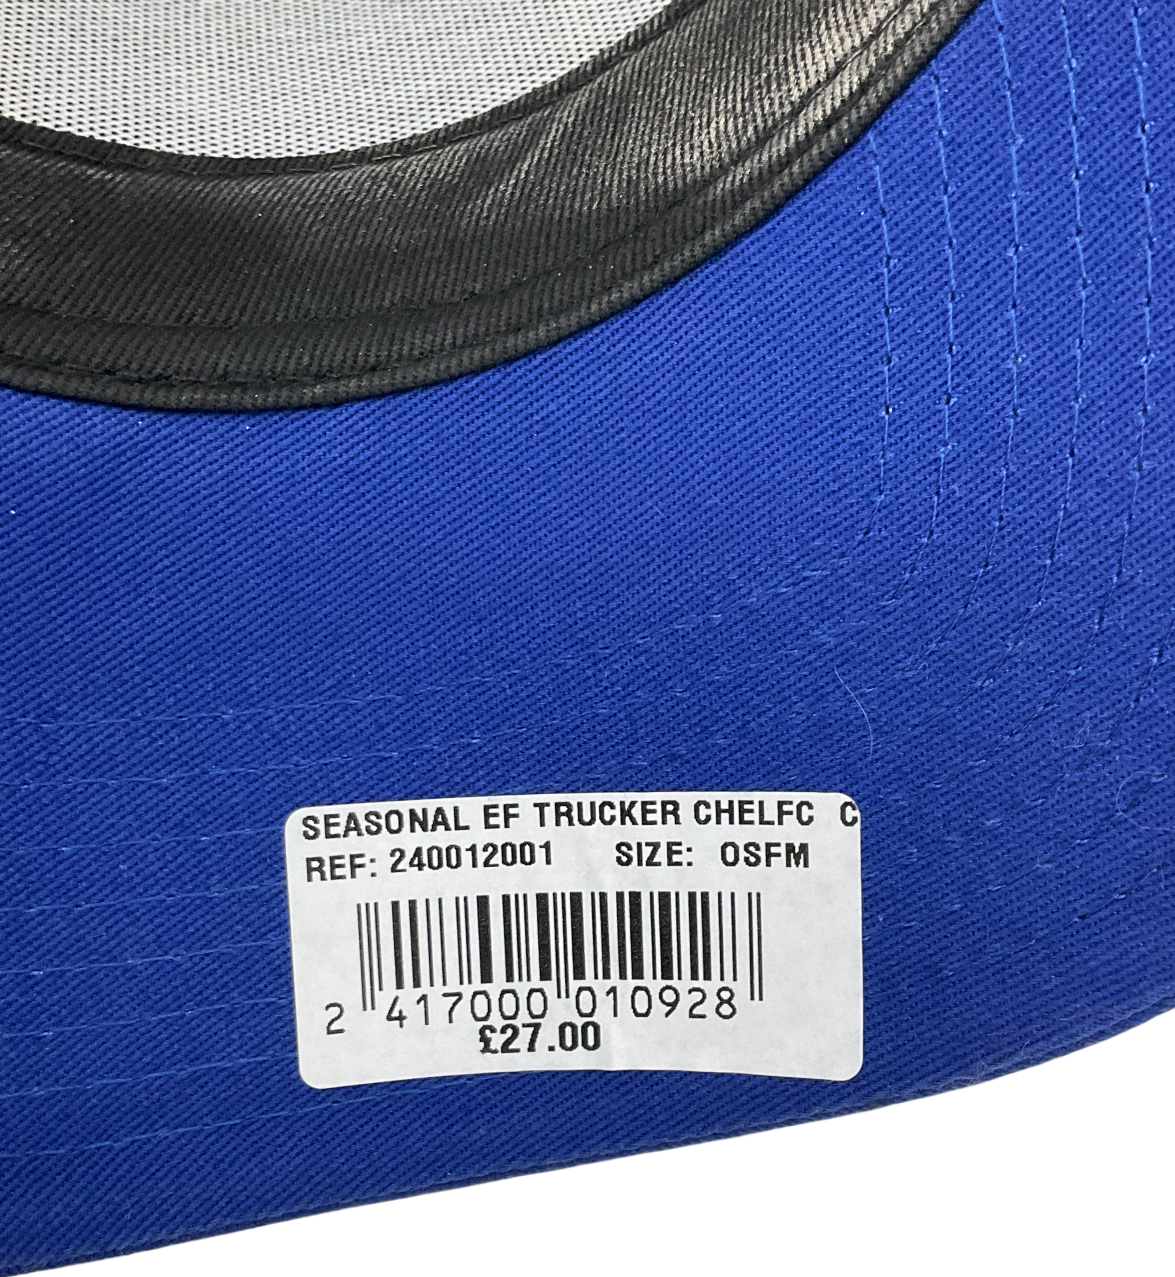 SEASONAL EF TRUCKER CHELFC C
REF: 240012001 SIZE: OSFM
2 417000 010928
£27.00